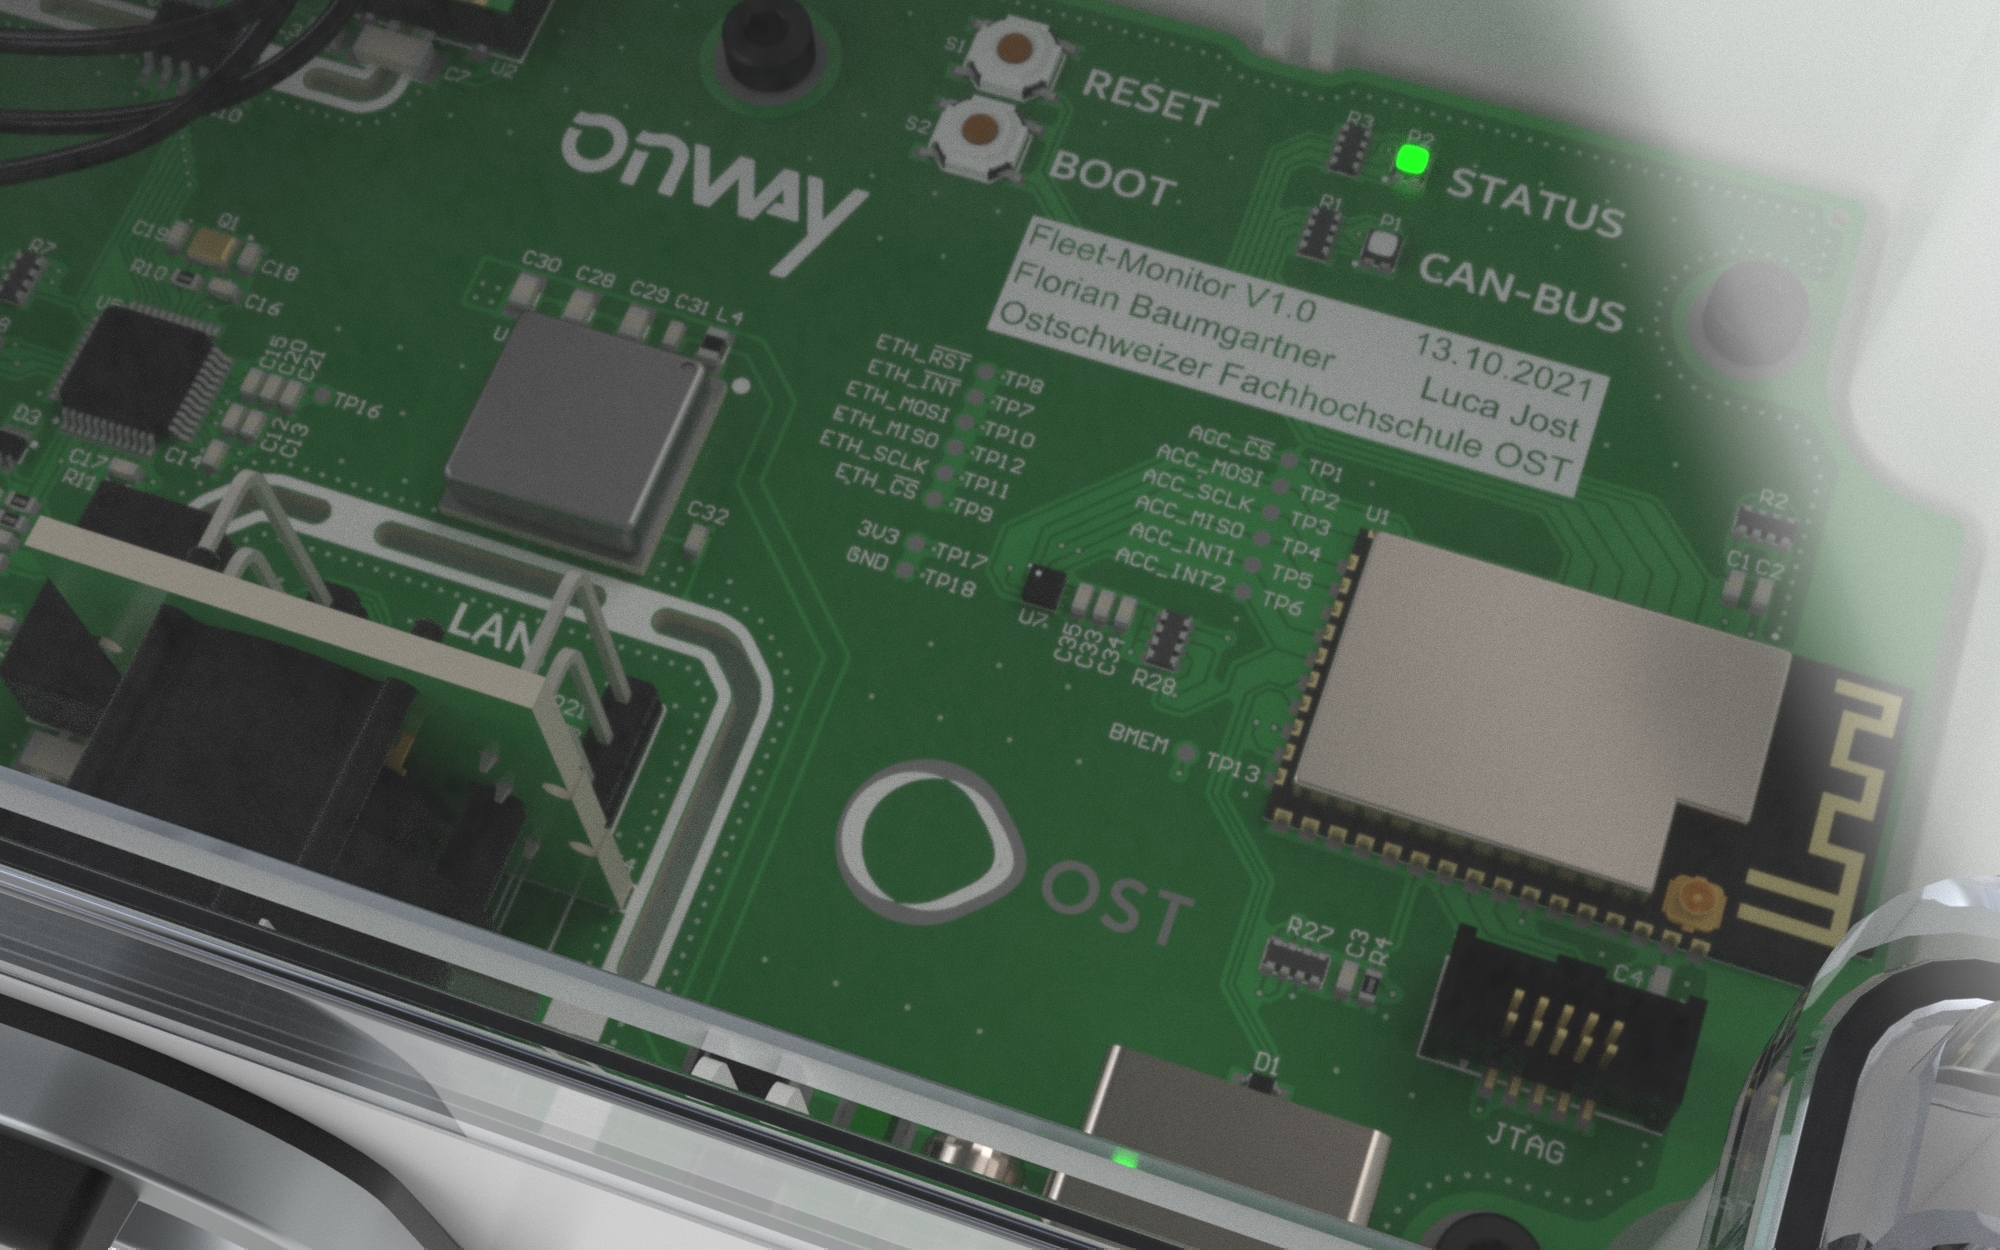 U2
C7
S1
RESET
S2
BOOT
onway
R3
STATUS
R1
P1
CAN-BUS
Fleet-Monitor V1.0 13.10.2021
Florian Baumgartner Luca Jost
Ostschweizer Fachhochschule OST
R7
C19
Q1
C18
R10
C16
C15
C20
C21
TP16
C12
C13
C14
C17
D3
C30
C28
C29
C31
L4
C32
ETH_RST TP8
ETH_INT TP7
ETH_MOSI TP10
ETH_MISO TP12
ETH_SCLK TP11
ETH_CS TP9
3V3 TP17
GND TP18
ACC_CS TP1
ACC_MOSI TP2
ACC_SCLK TP3
ACC_MISO TP4
ACC_INT1 TP5
ACC_INT2 TP6
U1
R2
C1 C2
U7
C35
C33
C34
R28
LAN
BMEM TP13
OST
R27
C3
R4
C4
D1
JTAG